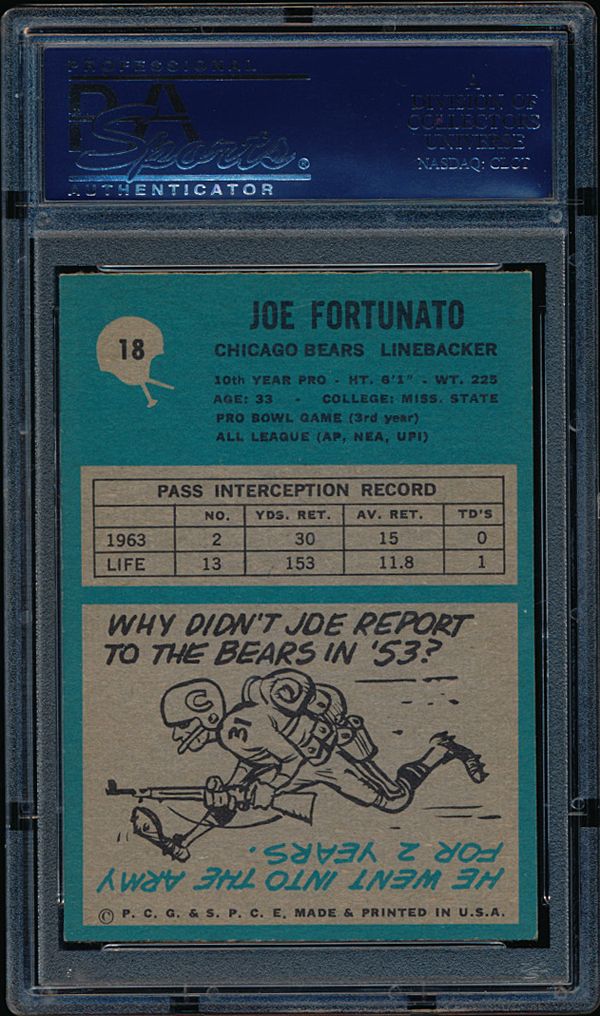 PROFESSIONAL
PSA
Sports®
AUTHENTICATOR
A
DIVISION OF
COLLECTORS
UNIVERSE
NASDAQ: CLCT
18
JOE FORTUNATO
CHICAGO BEARS LINEBACKER
10th YEAR PRO - HT. 6'1" - WT. 225
AGE: 33 - COLLEGE: MISS. STATE
PRO BOWL GAME (3rd year)
ALL LEAGUE (AP, NEA, UPI)
PASS INTERCEPTION RECORD
NO. YDS. RET. AV. RET. TD'S
1963 2 30 15 0
LIFE 13 153 11.8 1
WHY DIDN'T JOE REPORT
TO THE BEARS IN '53?
C
31
HE WENT INTO THE ARMY
FOR 2 YEARS.
© P. C. G. & S. P. C. E. MADE & PRINTED IN U.S.A.